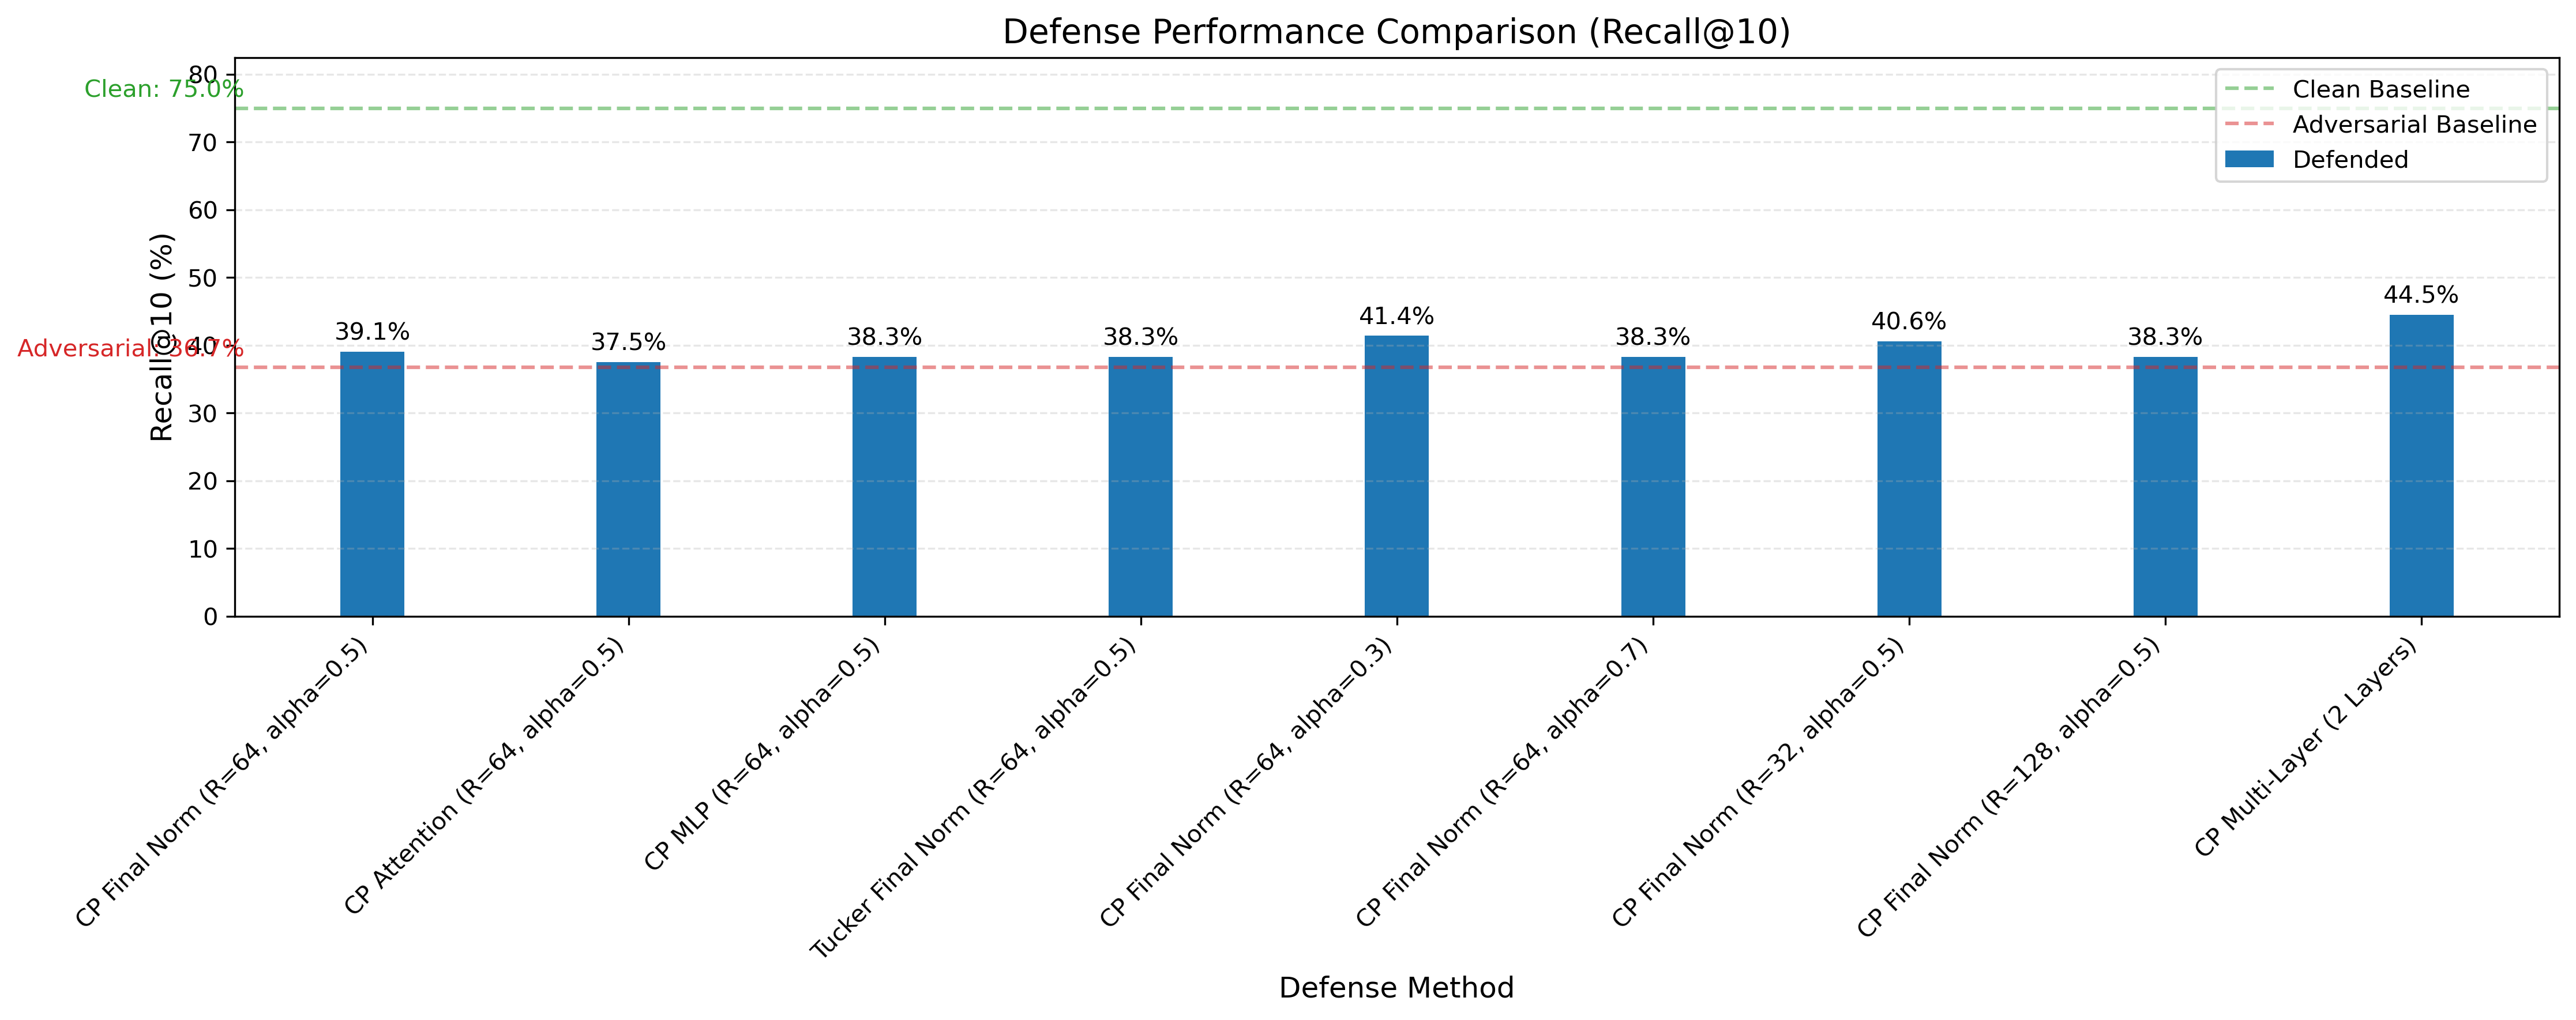 Defense Performance Comparison (Recall@10)
80
Clean: 75.0%
70
60
50
40
Adversarial: 36.7%
30
20
10
0
Recall@10 (%)
Clean Baseline
Adversarial Baseline
Defended
39.1%
37.5%
38.3%
38.3%
41.4%
38.3%
40.6%
38.3%
44.5%
CP Final Norm (R=64, alpha=0.5)
CP Attention (R=64, alpha=0.5)
CP MLP (R=64, alpha=0.5)
Tucker Final Norm (R=64, alpha=0.5)
CP Final Norm (R=64, alpha=0.3)
CP Final Norm (R=64, alpha=0.7)
CP Final Norm (R=32, alpha=0.5)
CP Final Norm (R=128, alpha=0.5)
CP Multi-Layer (2 Layers)
Defense Method